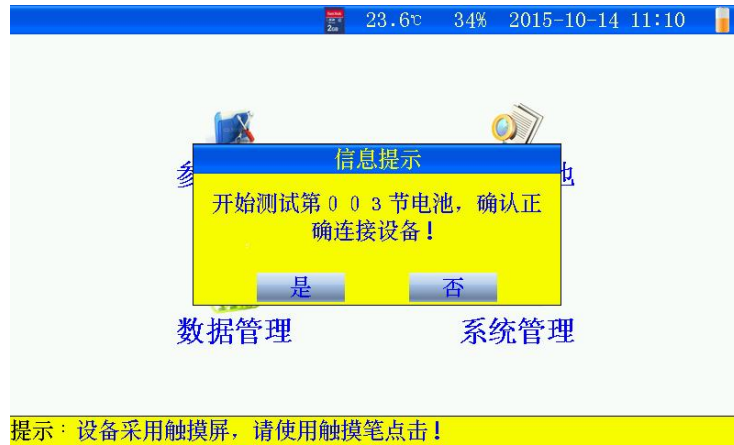 23.6℃ 34% 2015-10-14 11:10
信息提示
开始测试第003节电池，确认正
确连接设备！
是 否
数据管理 系统管理
提示：设备采用触摸屏，请使用触摸笔点击！